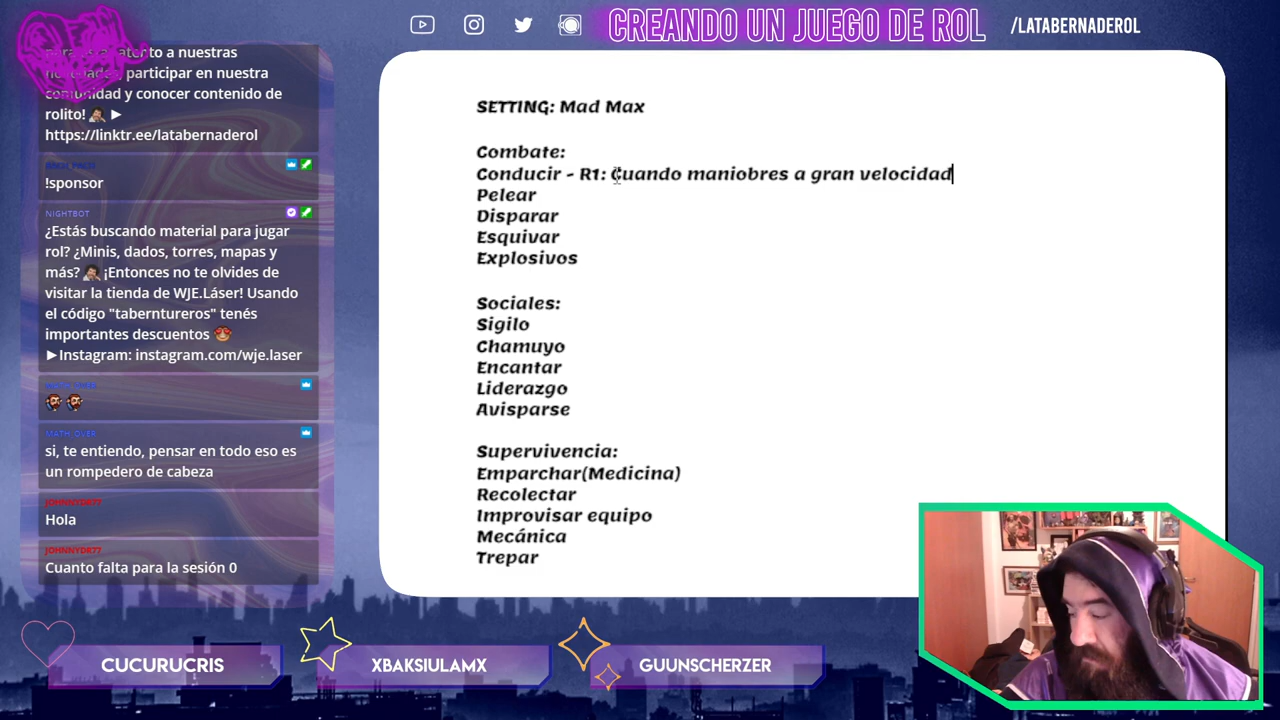 CREANDO UN JUEGO DE ROL
/LATABERNADEROL
a nuestras
participar en nuestra
y conocer contenido de
rolito! ►
https://linktr.ee/latabernaderol
!sponsor
NIGHTBOT
¿Estás buscando material para jugar
rol? ¿Minis, dados, torres, mapas y
más? ¡Entonces no te olvides de
visitar la tienda de WJE.Láser! Usando
el código "taberntureros" tenés
importantes descuentos
►Instagram: instagram.com/wje.laser
MATH_OVER
si, te entiendo, pensar en todo eso es
un rompedero de cabeza
JOHNNYDR77
Hola
JOHNNYDR77
Cuanto falta para la sesión 0
SETTING: Mad Max
Combate:
Conducir - R1: Cuando maniobres a gran velocidad
Pelear
Disparar
Esquivar
Explosivos
Sociales:
Sigilo
Chamuyo
Encantar
Liderazgo
Avisparse
Supervivencia:
Emparchar(Medicina)
Recolectar
Improvisar equipo
Mecánica
Trepar
CUCURUCRIS
XBAKSIULAMX
GUUNSCHERZER